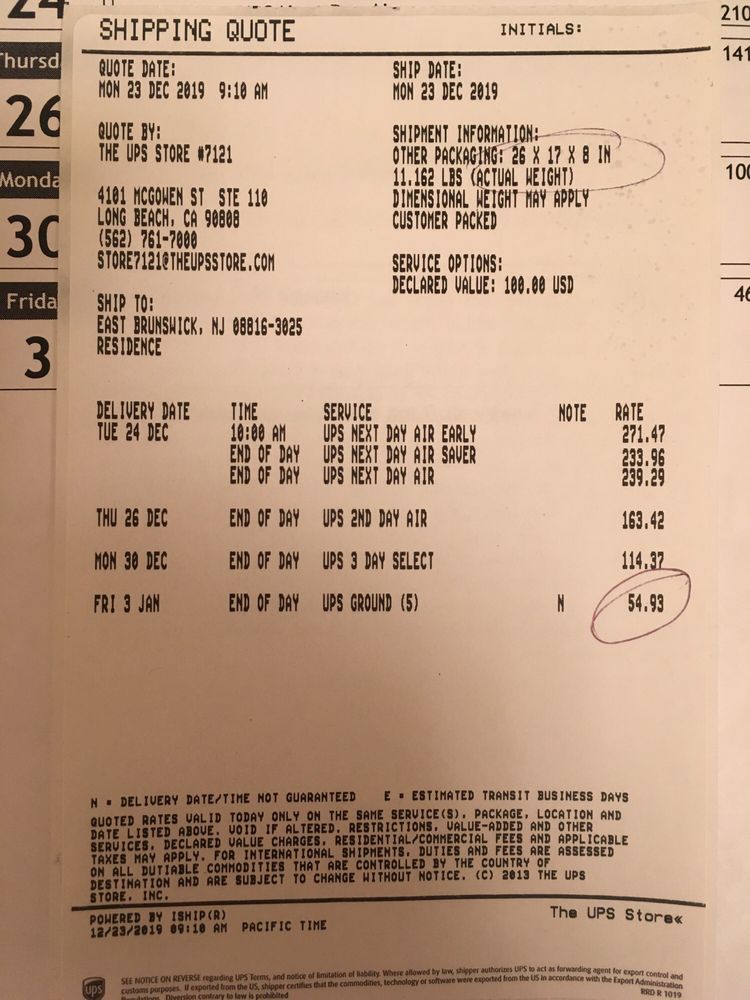 24
Thursd
26
Monda
30
Frida
3
210
141
100
46
SHIPPING QUOTE INITIALS:
QUOTE DATE: SHIP DATE:
MON 23 DEC 2019 9:10 AM MON 23 DEC 2019
QUOTE BY: SHIPMENT INFORMATION:
THE UPS STORE #7121 OTHER PACKAGING: 26 X 17 X 8 IN
11.162 LBS (ACTUAL WEIGHT)
4101 MCGOWEN ST STE 110 DIMENSIONAL WEIGHT MAY APPLY
LONG BEACH, CA 90808 CUSTOMER PACKED
(562) 761-7000
STORE7121@THEUPSSTORE.COM SERVICE OPTIONS:
DECLARED VALUE: 100.00 USD
SHIP TO:
EAST BRUNSWICK, NJ 08816-3025
RESIDENCE
DELIVERY DATE TIME SERVICE NOTE RATE
TUE 24 DEC 10:00 AM UPS NEXT DAY AIR EARLY 271.47
END OF DAY UPS NEXT DAY AIR SAVER 233.96
END OF DAY UPS NEXT DAY AIR 239.29
THU 26 DEC END OF DAY UPS 2ND DAY AIR 163.42
MON 30 DEC END OF DAY UPS 3 DAY SELECT 114.37
FRI 3 JAN END OF DAY UPS GROUND (5) N 54.93
N = DELIVERY DATE/TIME NOT GUARANTEED E = ESTIMATED TRANSIT BUSINESS DAYS
QUOTED RATES VALID TODAY ONLY ON THE SAME SERVICE(S), PACKAGE, LOCATION AND
DATE LISTED ABOVE. VOID IF ALTERED. RESTRICTIONS, VALUE-ADDED AND OTHER
SERVICES, DECLARED VALUE CHARGES, RESIDENTIAL/COMMERCIAL FEES AND APPLICABLE
TAXES MAY APPLY. FOR INTERNATIONAL SHIPMENTS, DUTIES AND FEES ARE ASSESSED
ON ALL DUTIABLE COMMODITIES THAT ARE CONTROLLED BY THE COUNTRY OF
DESTINATION AND ARE SUBJECT TO CHANGE WITHOUT NOTICE. (C) 2013 THE UPS
STORE, INC.
POWERED BY ISHIP(R) The UPS Store«
12/23/2019 09:10 AM PACIFIC TIME
ups
SEE NOTICE ON REVERSE regarding UPS Terms, and notice of limitation of liability. Where allowed by law, shipper authorizes UPS to act as forwarding agent for export control and
customs purposes. If exported from the US, shipper certifies that the commodities, technology or software were exported from the US in accordance with the Export Administration
Regulations. Diversion contrary to law is prohibited RRD R 1019